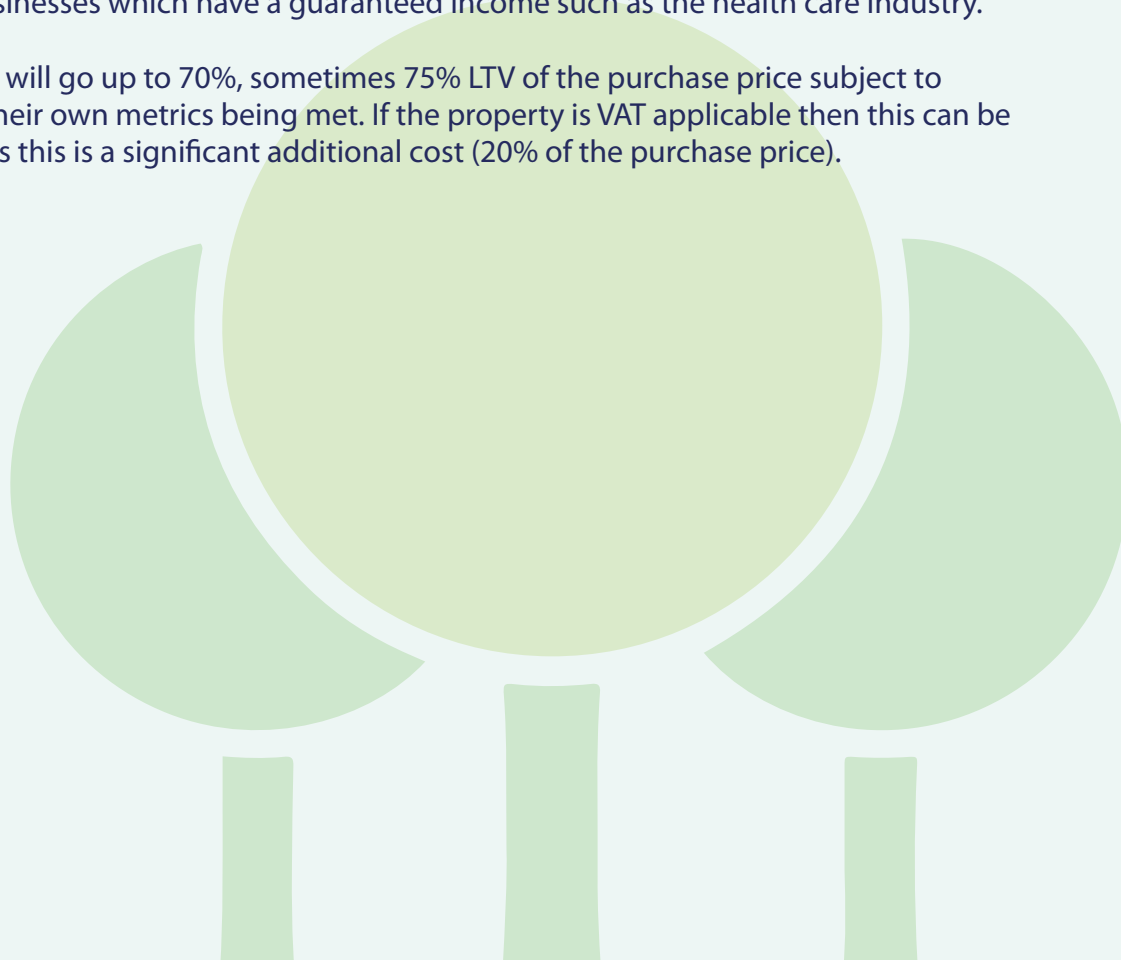 which have a guaranteed income such as the health care industry.
will go up to 70%, sometimes 75% LTV of the purchase price subject to
own metrics being met. If the property is VAT applicable then this can be
this is a significant additional cost (20% of the purchase price).